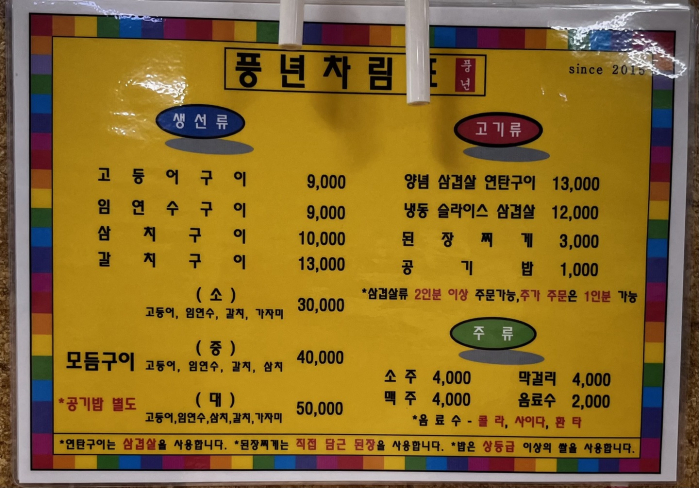 풍년차림표
풍년
since 2015
생선류
고등어구이 9,000
임연수구이 9,000
삼치구이 10,000
갈치구이 13,000
모듬구이
(소)
고등어, 임연수, 갈치, 가자미 30,000
(중)
고등어, 임연수, 갈치, 삼치 40,000
(대)
고등어,임연수,삼치,갈치,가자미 50,000
*공기밥 별도
고기류
양념 삼겹살 연탄구이 13,000
냉동 슬라이스 삼겹살 12,000
된장찌개 3,000
공기밥 1,000
*삼겹살류 2인분 이상 주문가능,추가 주문은 1인분 가능
주류
소주 4,000 막걸리 4,000
맥주 4,000 음료수 2,000
*음료수 - 콜라, 사이다, 환타
*연탄구이는 삼겹살을 사용합니다. *된장찌게는 직접 담근 된장을 사용합니다. *밥은 상등급 이상의 쌀을 사용합니다.